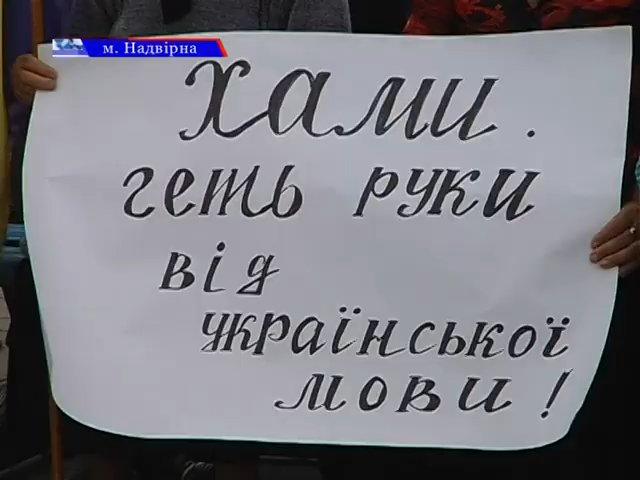 м. Надвірна
Хами.
геть руки
від
української
мови!